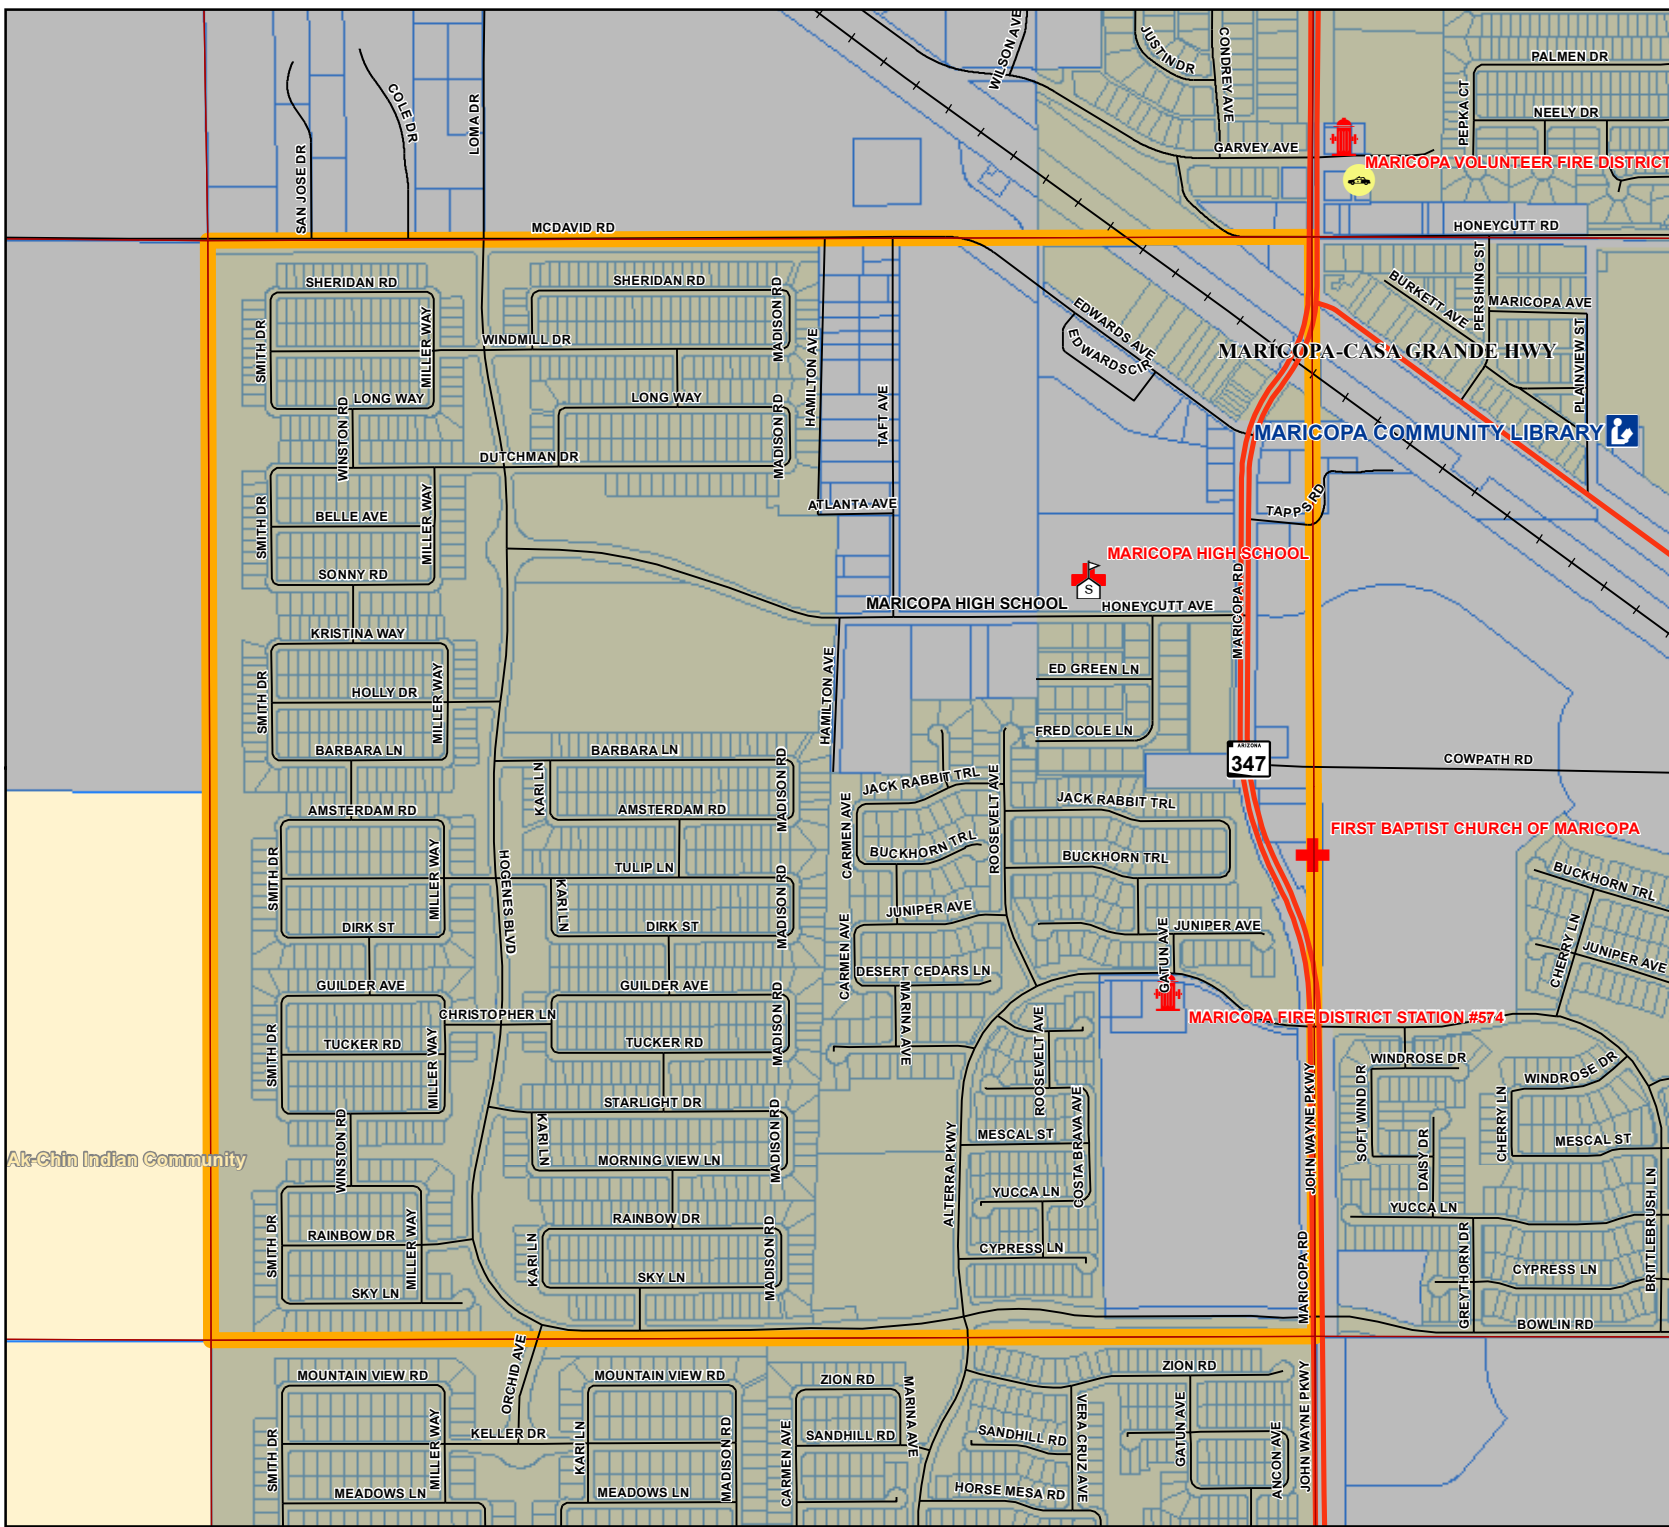 WILSON AVE
JUSTIN DR
CONDREY AVE
PALMEN DR
PEPKA CT
NEELY DR
COLE DR
LOMA DR
SAN JOSE DR
GARVEY AVE
MARICOPA VOLUNTEER FIRE DISTRICT
MCDAVID RD
HONEYCUTT RD
SHERIDAN RD
SHERIDAN RD
SMITH DR
MILLER WAY
WINDMILL DR
MADISON RD
HAMILTON AVE
TAFT AVE
EDWARDS AVE
EDWARDS CIR
BURKETT AVE
PERSHING ST
MARICOPA AVE
PLAINVIEW ST
MARICOPA-CASA GRANDE HWY
LONG WAY
LONG WAY
WINSTON RD
MADISON RD
DUTCHMAN DR
MARICOPA COMMUNITY LIBRARY
ATLANTA AVE
TAPPS RD
SMITH DR
BELLE AVE
MILLER WAY
SONNY RD
MARICOPA HIGH SCHOOL
S
MARICOPA HIGH SCHOOL
HONEYCUTT AVE
MARICOPA RD
KRISTINA WAY
SMITH DR
HOLLY DR
MILLER WAY
BARBARA LN
BARBARA LN
HAMILTON AVE
ED GREEN LN
FRED COLE LN
ARIZONA
347
COWPATH RD
KARI LN
MADISON RD
AMSTERDAM RD
AMSTERDAM RD
CARMEN AVE
JACK RABBIT TRL
ROOSEVELT AVE
JACK RABBIT TRL
BUCKHORN TRL
BUCKHORN TRL
FIRST BAPTIST CHURCH OF MARICOPA
BUCKHORN TRL
SMITH DR
MILLER WAY
HOGENES BLVD
TULIP LN
KARI LN
MADISON RD
DIRK ST
DIRK ST
JUNIPER AVE
JUNIPER AVE
GATUN AVE
CHERRY LN
JUNIPER AVE
CARMEN AVE
DESERT CEDARS LN
MARINA AVE
GUILDER AVE
GUILDER AVE
CHRISTOPHER LN
SMITH DR
TUCKER RD
MILLER WAY
TUCKER RD
MADISON RD
MARICOPA FIRE DISTRICT STATION #574
ROOSEVELT AVE
WINDROSE DR
WINDROSE DR
SOFT WIND DR
CHERRY LN
STARLIGHT DR
KARI LN
MADISON RD
MORNING VIEW LN
WINSTON RD
ALTERRA PKWY
MESCAL ST
COSTA BRAVA AVE
JOHN WAYNE PKWY
DAISY DR
MESCAL ST
Ak-Chin Indian Community
YUCCA LN
YUCCA LN
BRITTLEBRUSH LN
SMITH DR
RAINBOW DR
MILLER WAY
RAINBOW DR
KARI LN
MADISON RD
SKY LN
SKY LN
CYPRESS LN
MARICOPA RD
GREYTHORN DR
CYPRESS LN
BOWLIN RD
MOUNTAIN VIEW RD
ORCHID AVE
MOUNTAIN VIEW RD
ZION RD
MARINA AVE
ZION RD
JOHN WAYNE PKWY
SMITH DR
MILLER WAY
KELLER DR
KARI LN
MADISON RD
CARMEN AVE
SANDHILL RD
SANDHILL RD
VERA CRUZ AVE
GATUN AVE
ANCON AVE
MEADOWS LN
MEADOWS LN
HORSE MESA RD